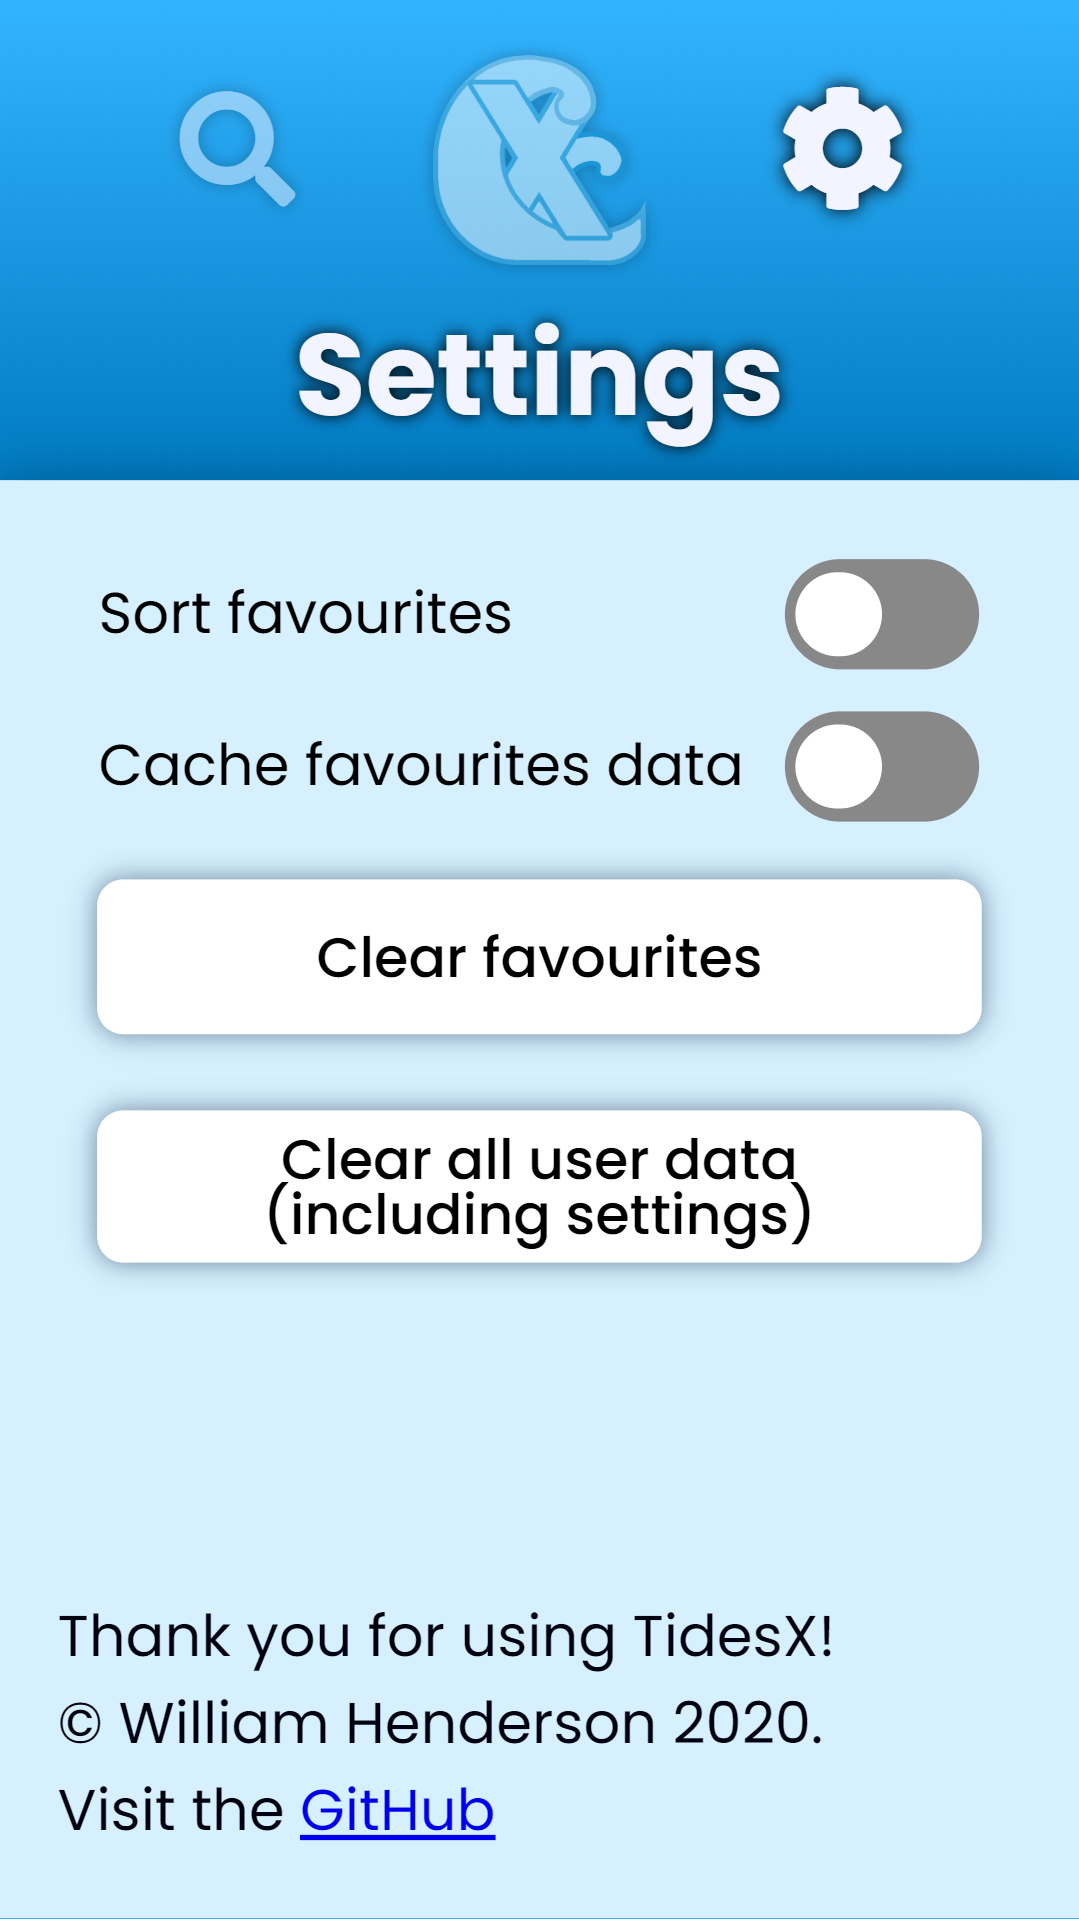 Settings
Sort favourites
Cache favourites data
Clear favourites
Clear all user data
(including settings)
Thank you for using TidesX!
© William Henderson 2020.
Visit the GitHub